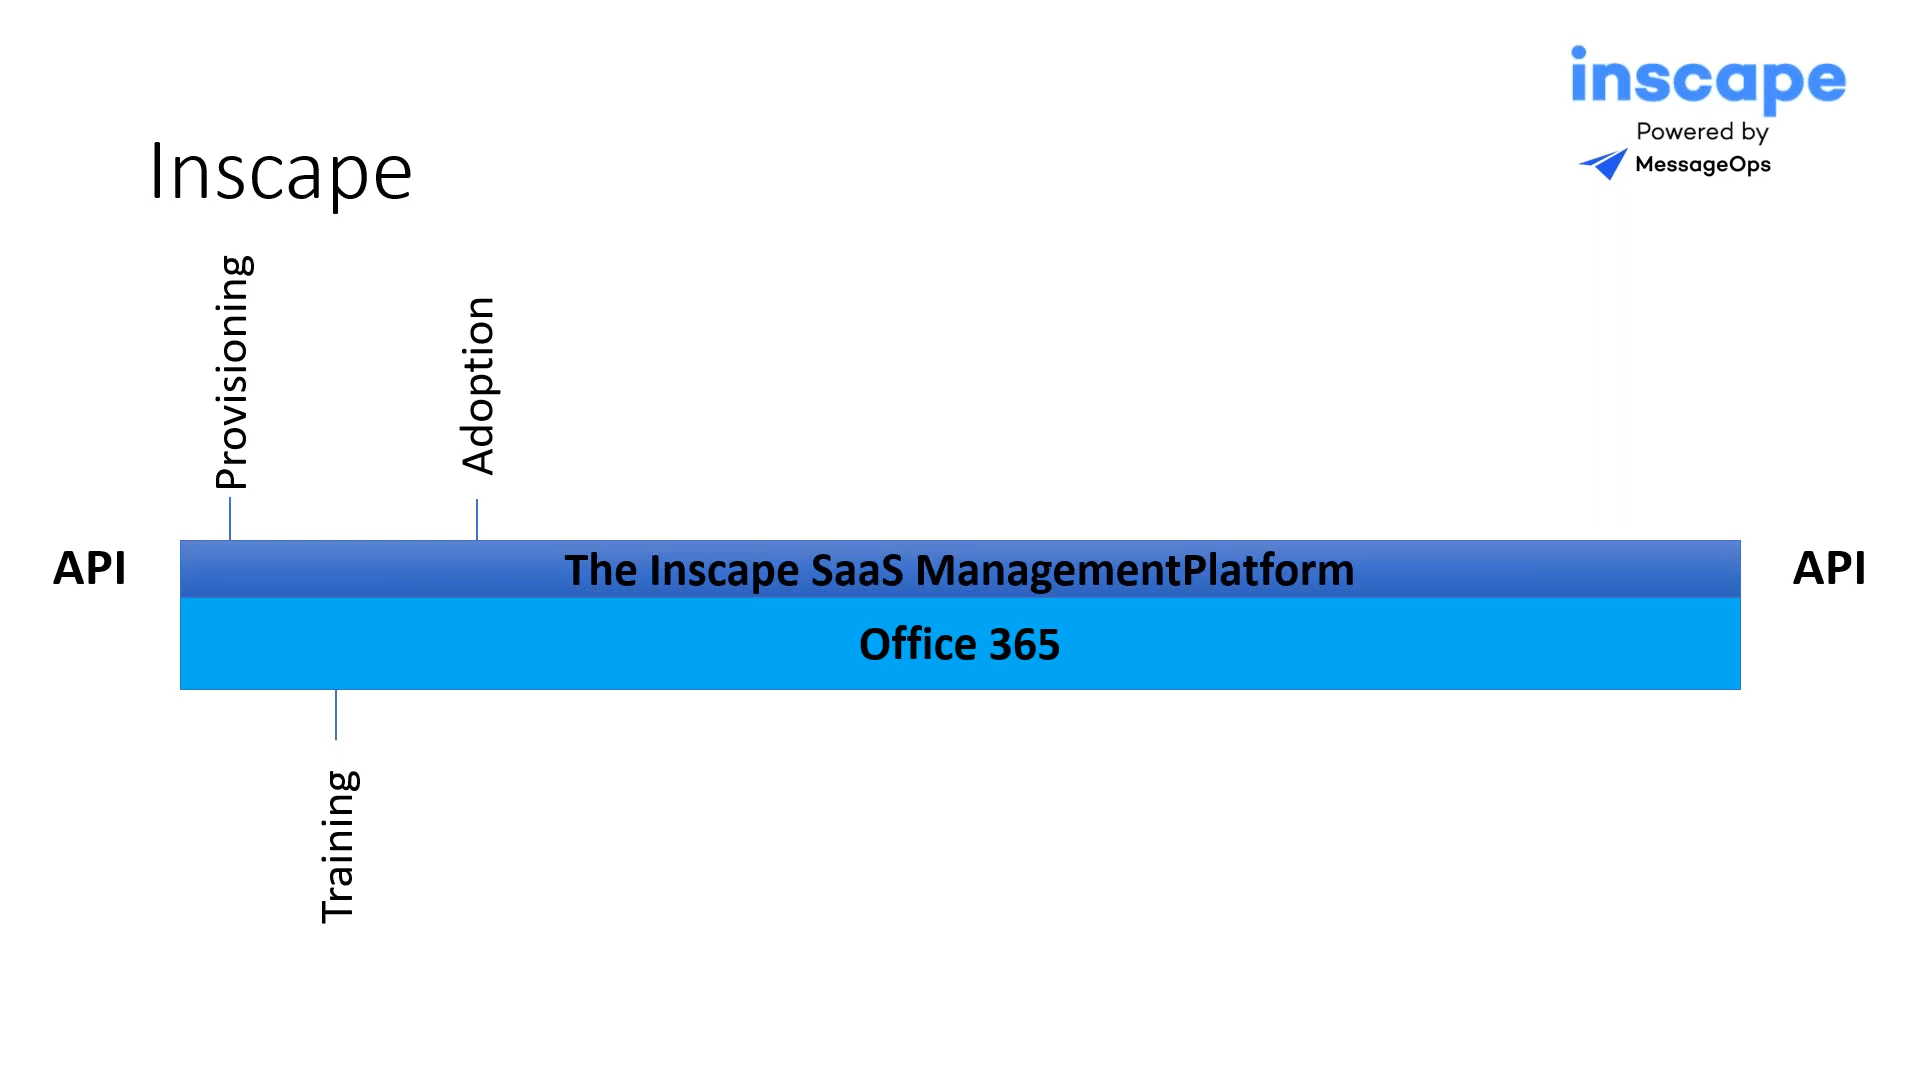 inscape
Powered by
MessageOps
Inscape
Provisioning
Adoption
API
The Inscape SaaS ManagementPlatform
API
Office 365
Training